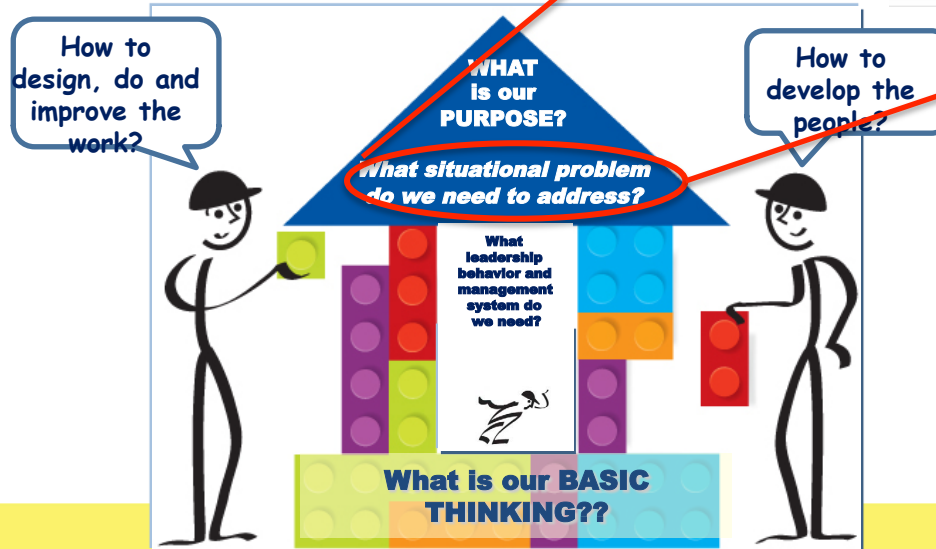 How to
design, do and
improve the
work?
WHAT
is our
PURPOSE?
What situational problem
do we need to address?
How to
develop the
people?
What
leadership
behavior and
management
system do
we need?
What is our BASIC
THINKING??